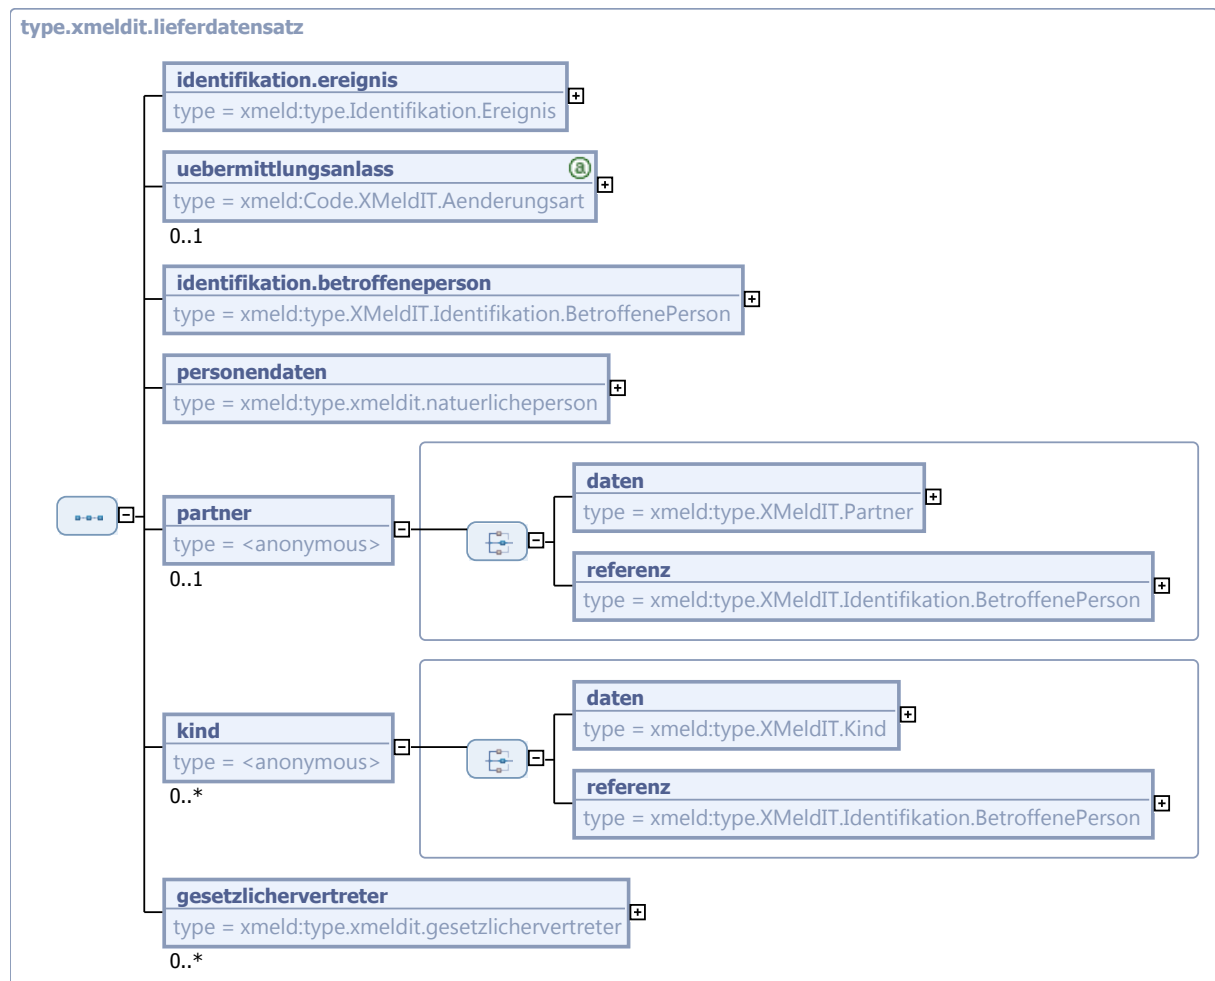 type.xmeldit.lieferdatensatz
identifikation.ereignis
type = xmeld:type.Identifikation.Ereignis
uebermittlungsanlass
a
type = xmeld:Code.XMeldIT.Aenderungsart
0..1
identifikation.betroffeneperson
type = xmeld:type.XMeldIT.Identifikation.BetroffenePerson
personendaten
type = xmeld:type.xmeldit.natuerlicheperson
partner
type = <anonymous>
0..1
daten
type = xmeld:type.XMeldIT.Partner
referenz
type = xmeld:type.XMeldIT.Identifikation.BetroffenePerson
kind
type = <anonymous>
0..*
daten
type = xmeld:type.XMeldIT.Kind
referenz
type = xmeld:type.XMeldIT.Identifikation.BetroffenePerson
gesetzlichervertreter
type = xmeld:type.xmeldit.gesetzlichervertreter
0..*